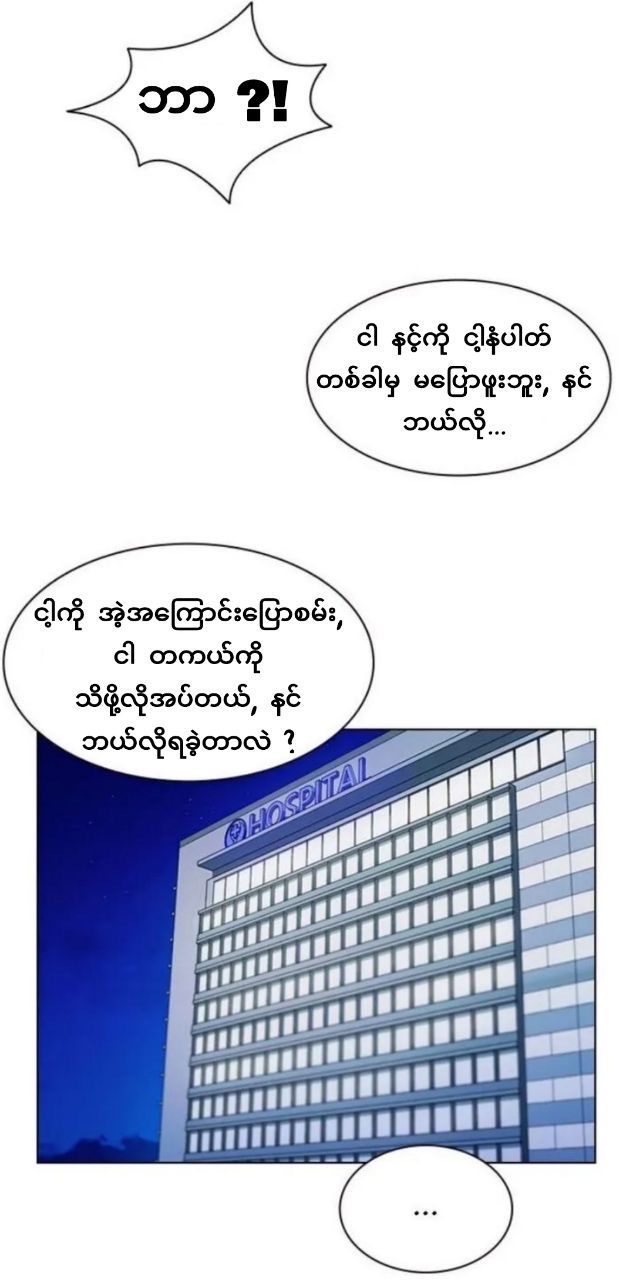 ဘာ ?!
ငါ နင့်ကို ငါ့နံပါတ်
တစ်ခါမှ မပြောဖူးဘူး, နင်
ဘယ်လို...
ငါ့ကို အဲ့အကြောင်းပြောစမ်း,
ငါ တကယ်ကို
သိဖို့လိုအပ်တယ်, နင်
ဘယ်လိုရခဲ့တာလဲ ?
HOSPITAL
...